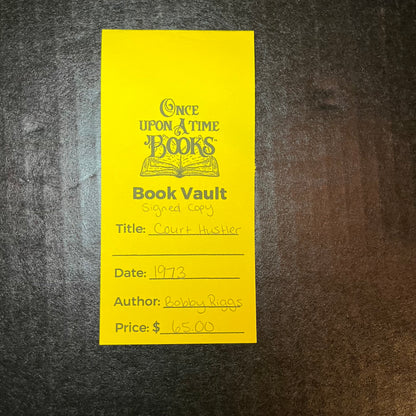 ONCE
UPON A TIME
BOOKS
Book Vault
Signed Copy
Title: Court Hustler
Date: 1973
Author: Bobby Riggs
Price: $ 65.00